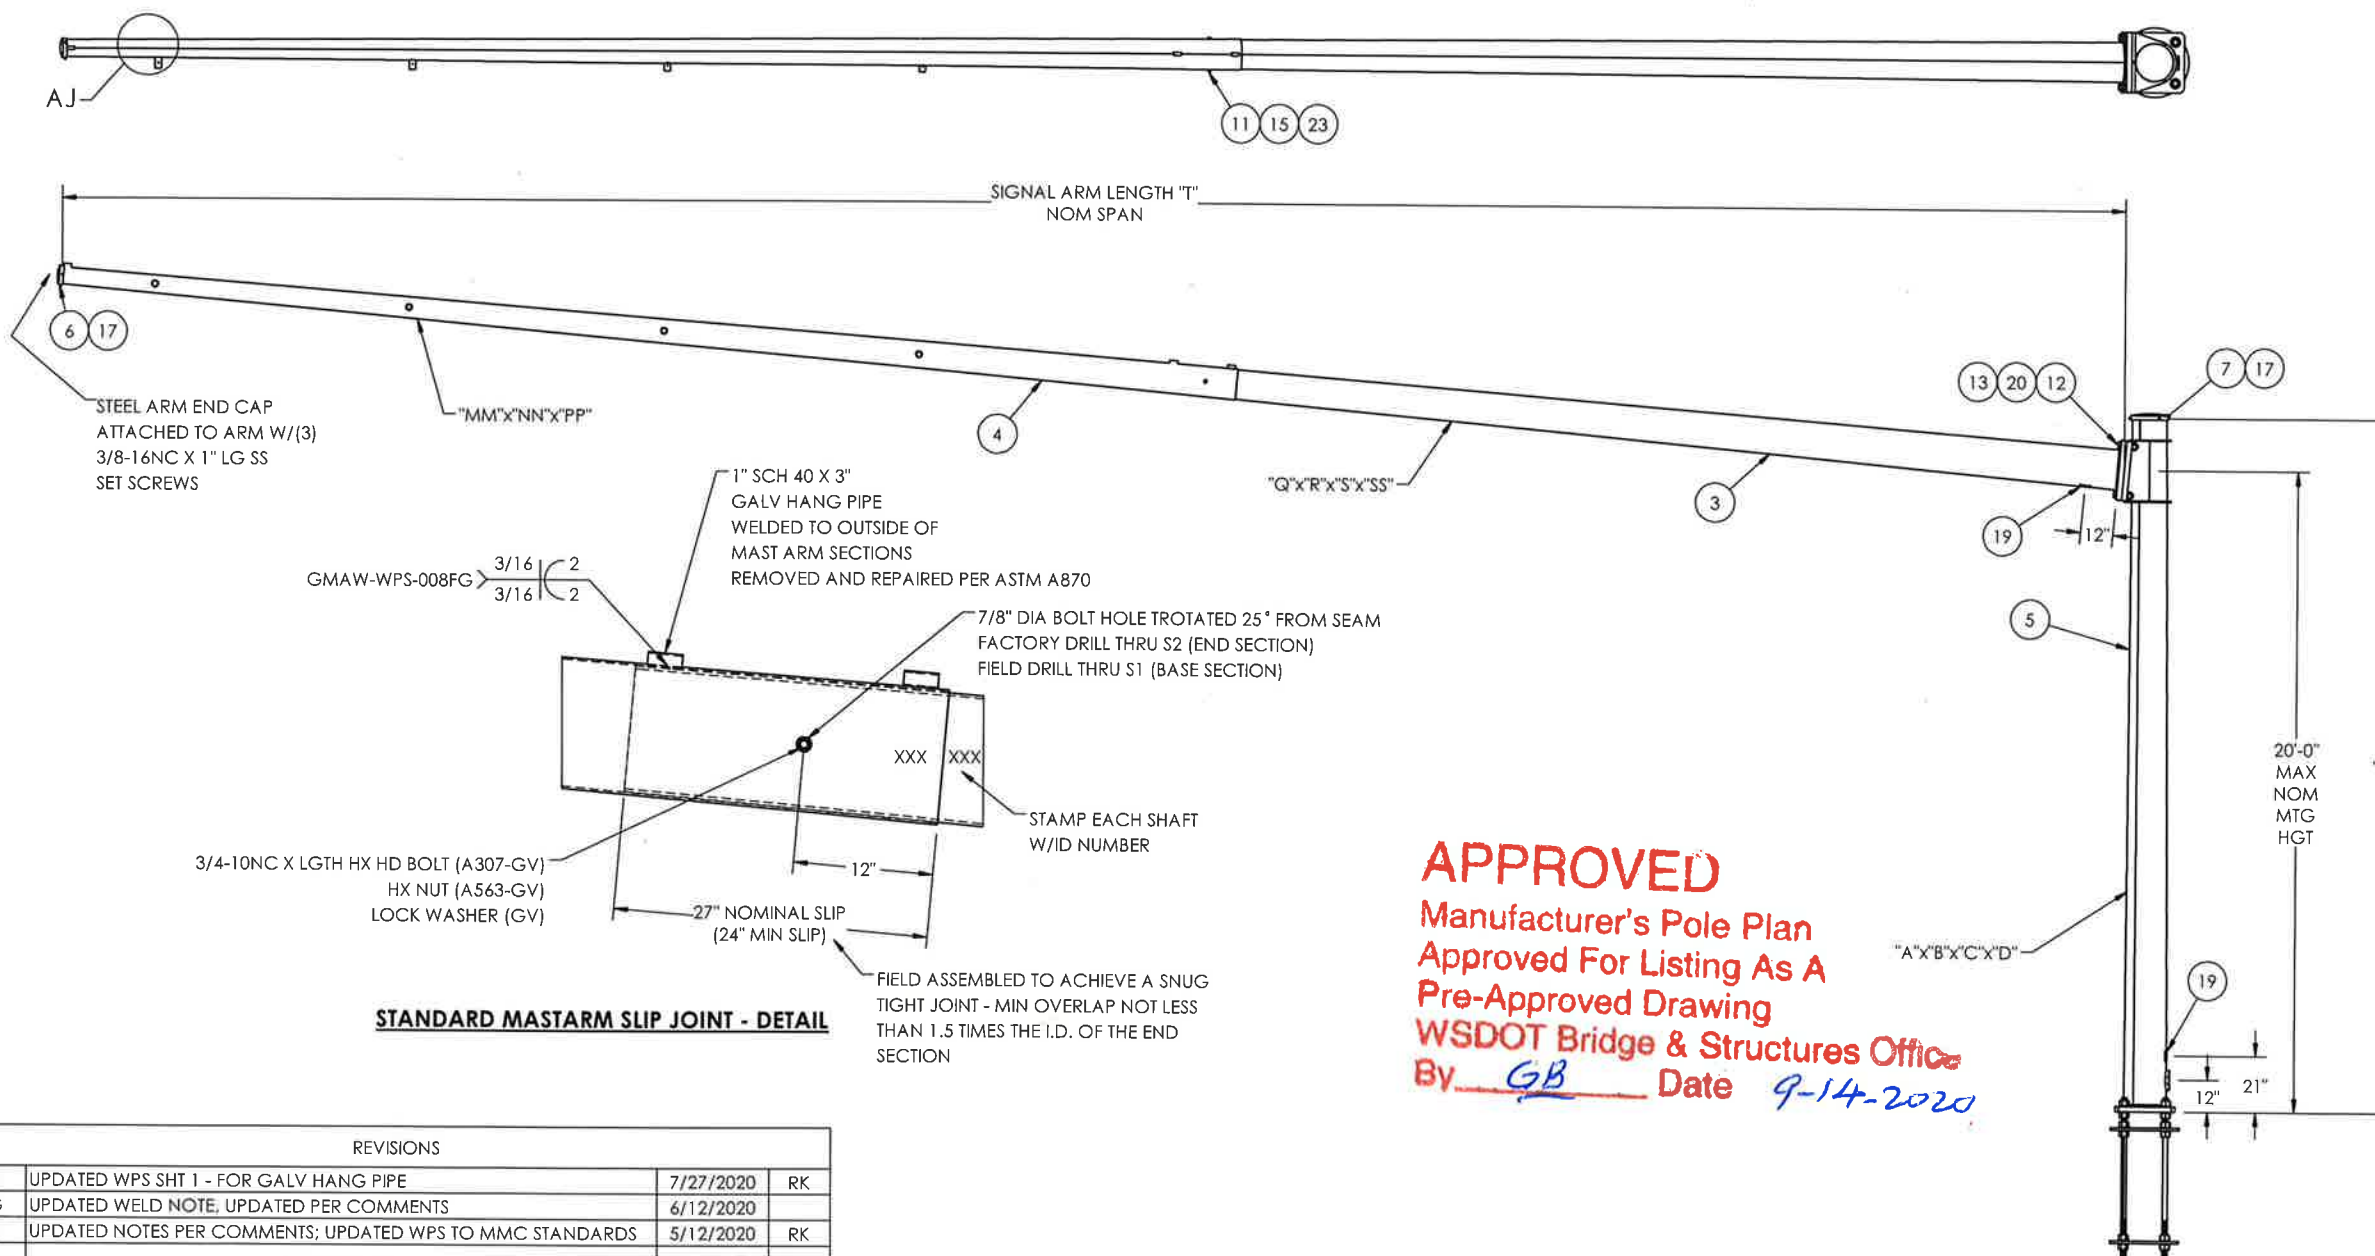 AJ
11 15 23
SIGNAL ARM LENGTH "T"
NOM SPAN
6 17
STEEL ARM END CAP
ATTACHED TO ARM W/(3)
3/8-16NC X 1" LG SS
SET SCREWS
"MM"x"NN"x"PP"
4
"Q"x"R"x"S"x"SS"
3
13 20 12
7 17
19
12"
5
1" SCH 40 X 3"
GALV HANG PIPE
WELDED TO OUTSIDE OF
MAST ARM SECTIONS
REMOVED AND REPAIRED PER ASTM A870
GMAW-WPS-008FG
3/16 2
3/16 2
7/8" DIA BOLT HOLE TROTATED 25° FROM SEAM
FACTORY DRILL THRU S2 (END SECTION)
FIELD DRILL THRU S1 (BASE SECTION)
XXX XXX
STAMP EACH SHAFT
W/ID NUMBER
3/4-10NC X LGTH HX HD BOLT (A307-GV)
HX NUT (A563-GV)
LOCK WASHER (GV)
12"
27" NOMINAL SLIP
(24" MIN SLIP)
FIELD ASSEMBLED TO ACHIEVE A SNUG
TIGHT JOINT - MIN OVERLAP NOT LESS
THAN 1.5 TIMES THE I.D. OF THE END
SECTION
STANDARD MASTARM SLIP JOINT - DETAIL
20'-0"
MAX
NOM
MTG
HGT
"A"x"B"x"C"x"D"
19
12"
21"
APPROVED
Manufacturer's Pole Plan
Approved For Listing As A
Pre-Approved Drawing
WSDOT Bridge & Structures Office
By GB Date 9-14-2020
REVISIONS
UPDATED WPS SHT 1 - FOR GALV HANG PIPE 7/27/2020 RK
UPDATED WELD NOTE, UPDATED PER COMMENTS 6/12/2020
UPDATED NOTES PER COMMENTS; UPDATED WPS TO MMC STANDARDS 5/12/2020 RK